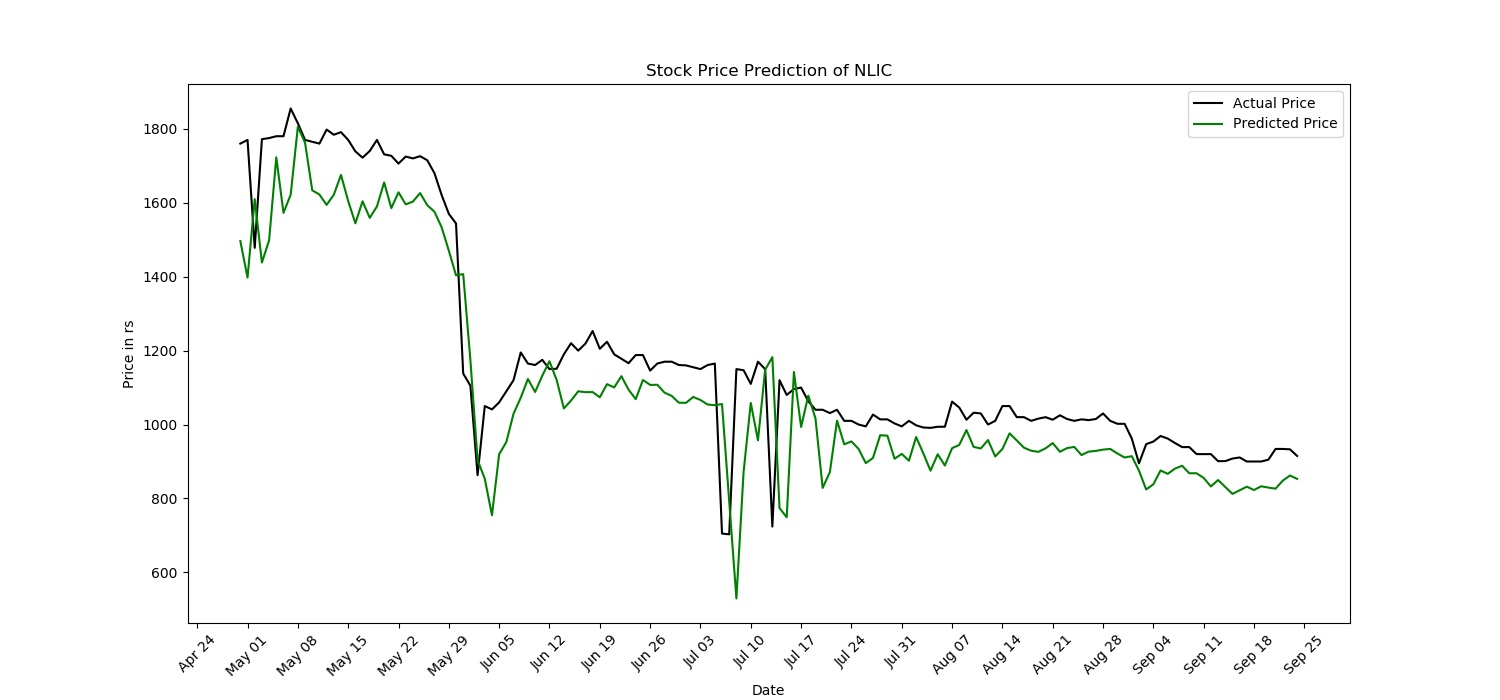 Stock Price Prediction of NLIC
Actual Price
Predicted Price
Price in rs
1800
1600
1400
1200
1000
800
600
Apr 24
May 01
May 08
May 15
May 22
May 29
Jun 05
Jun 12
Jun 19
Jun 26
Jul 03
Jul 10
Jul 17
Jul 24
Jul 31
Aug 07
Aug 14
Aug 21
Aug 28
Sep 04
Sep 11
Sep 18
Sep 25
Date